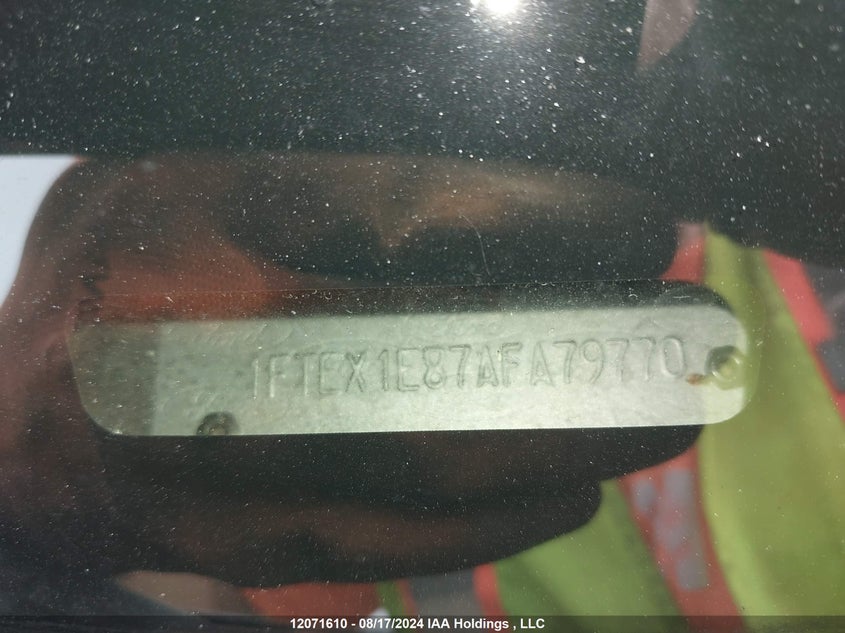 1FTEX1E87AFA79770
12071610 - 08/17/2024 IAA Holdings , LLC